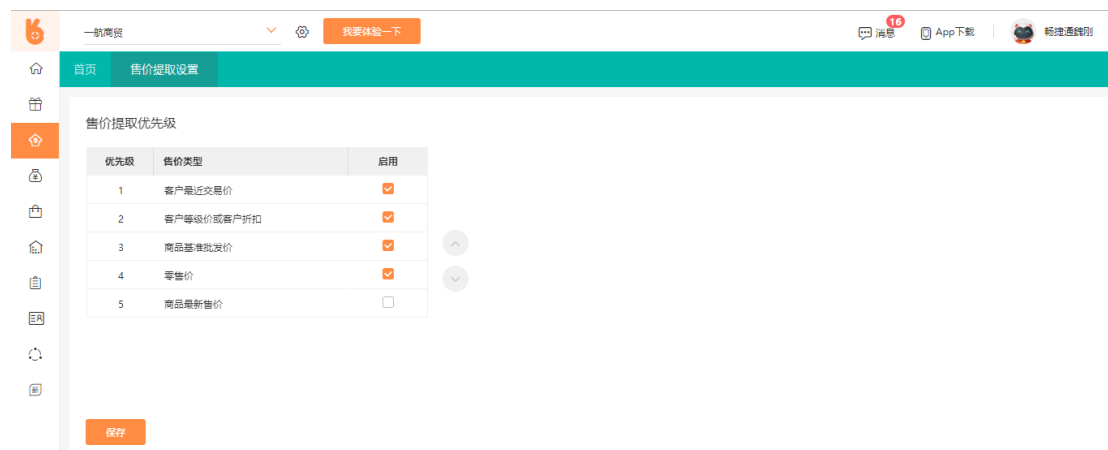 一航商贸
我要体验一下
16
消息
App下载
畅捷通魏刚
首页
售价提取设置
售价提取优先级
优先级 售价类型 启用
1 客户最近交易价
2 客户等级价或客户折扣
3 商品基准批发价
4 零售价
5 商品最新售价
保存